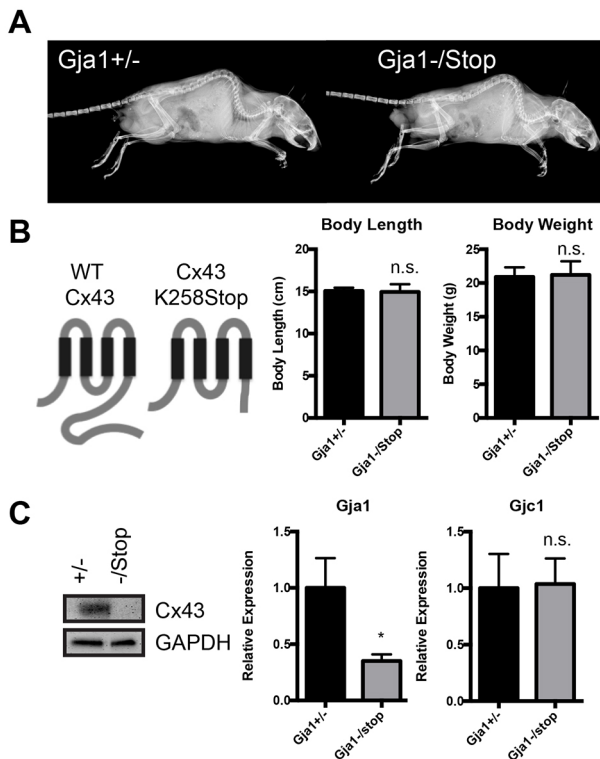 A
Gja1+/-
Gja1-/Stop
B
WT
Cx43
Cx43
K258Stop
Body Length
Body Length (cm)
20
15
10
5
0
n.s.
Gja1+/-
Gja1-/Stop
Body Weight
Body Weight (g)
25
20
15
10
5
0
n.s.
Gja1+/-
Gja1-/Stop
C
+/-
-/Stop
Cx43
GAPDH
Gja1
Relative Expression
1.5
1.0
0.5
0.0
*
Gja1+/-
Gja1-/stop
Gjc1
Relative Expression
1.5
1.0
0.5
0.0
n.s.
Gja1+/-
Gja1-/stop